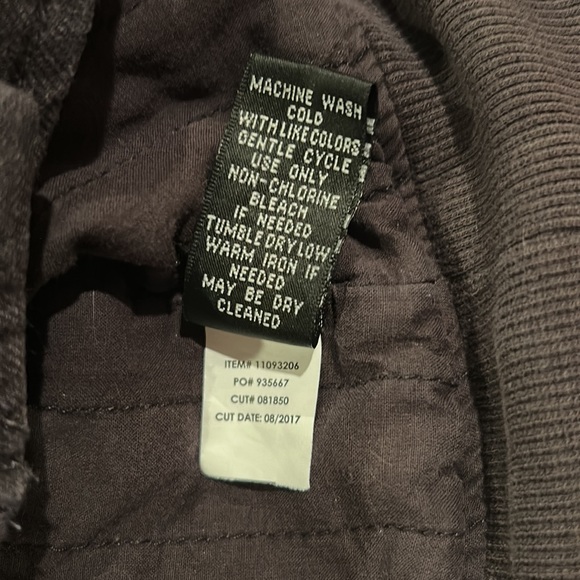 MACHINE WASH
COLD
WITH LIKE COLORS
GENTLE CYCLE
USE ONLY
NON-CHLORINE
BLEACH
IF NEEDED
TUMBLE DRY LOW
WARM IRON IF
NEEDED
MAY BE DRY
CLEANED
ITEM# 11093206
PO# 935667
CUT# 081850
CUT DATE: 08/2017